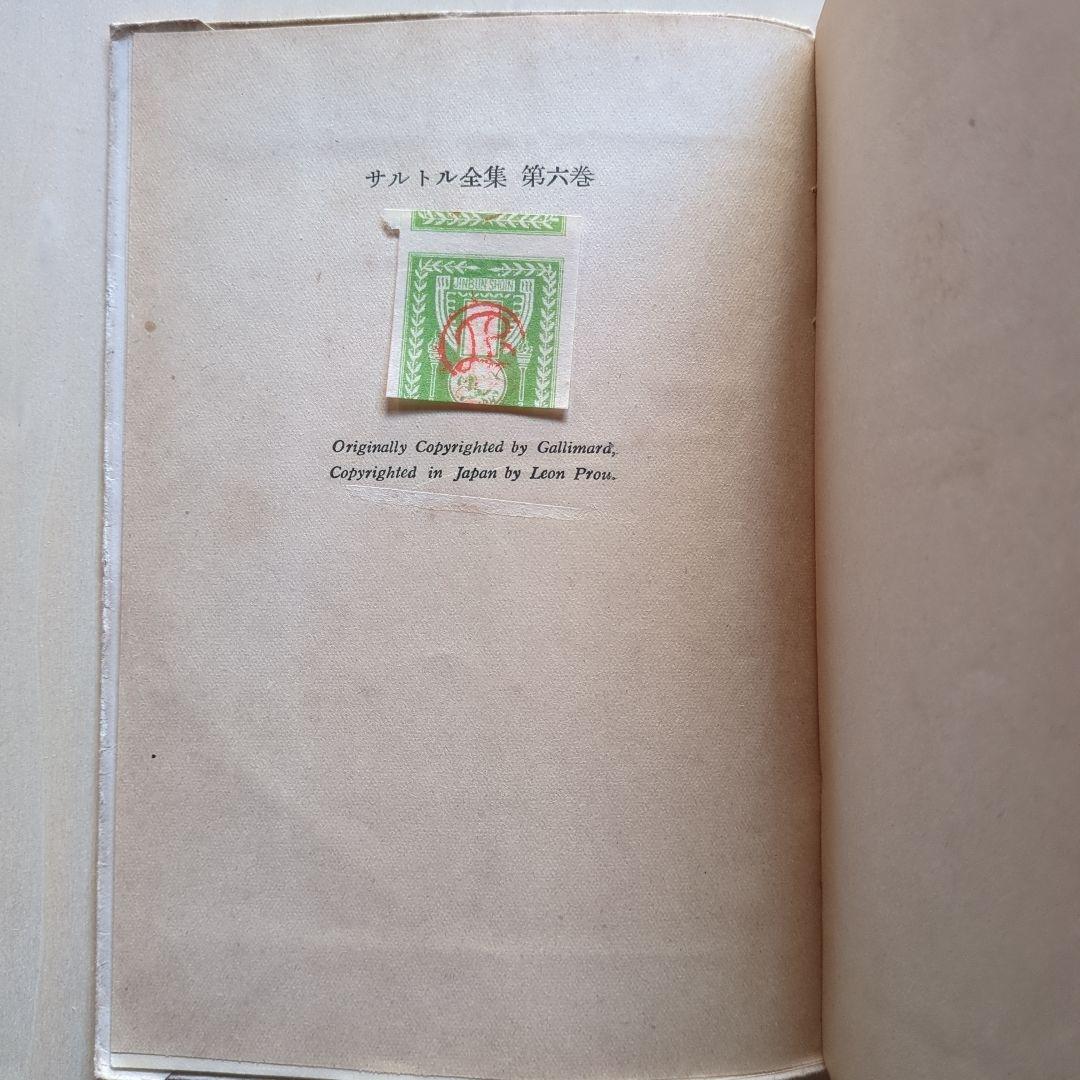 サルトル全集 第六巻
JINBUN SHOIN
Originally Copyrighted by Gallimard,
Copyrighted in Japan by Leon Prou.